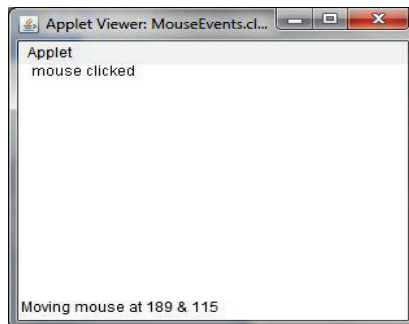 Applet Viewer: MouseEvents.cl...
Applet
mouse clicked
Moving mouse at 189 & 115